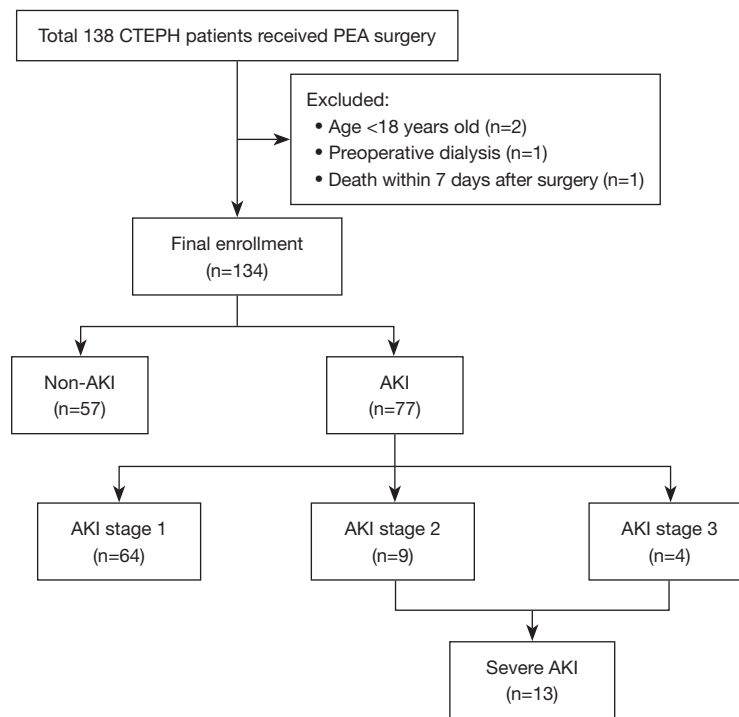 Total 138 CTEPH patients received PEA surgery
Excluded:
• Age <18 years old (n=2)
• Preoperative dialysis (n=1)
• Death within 7 days after surgery (n=1)
Final enrollment
(n=134)
Non-AKI
(n=57)
AKI
(n=77)
AKI stage 1
(n=64)
AKI stage 2
(n=9)
AKI stage 3
(n=4)
Severe AKI
(n=13)